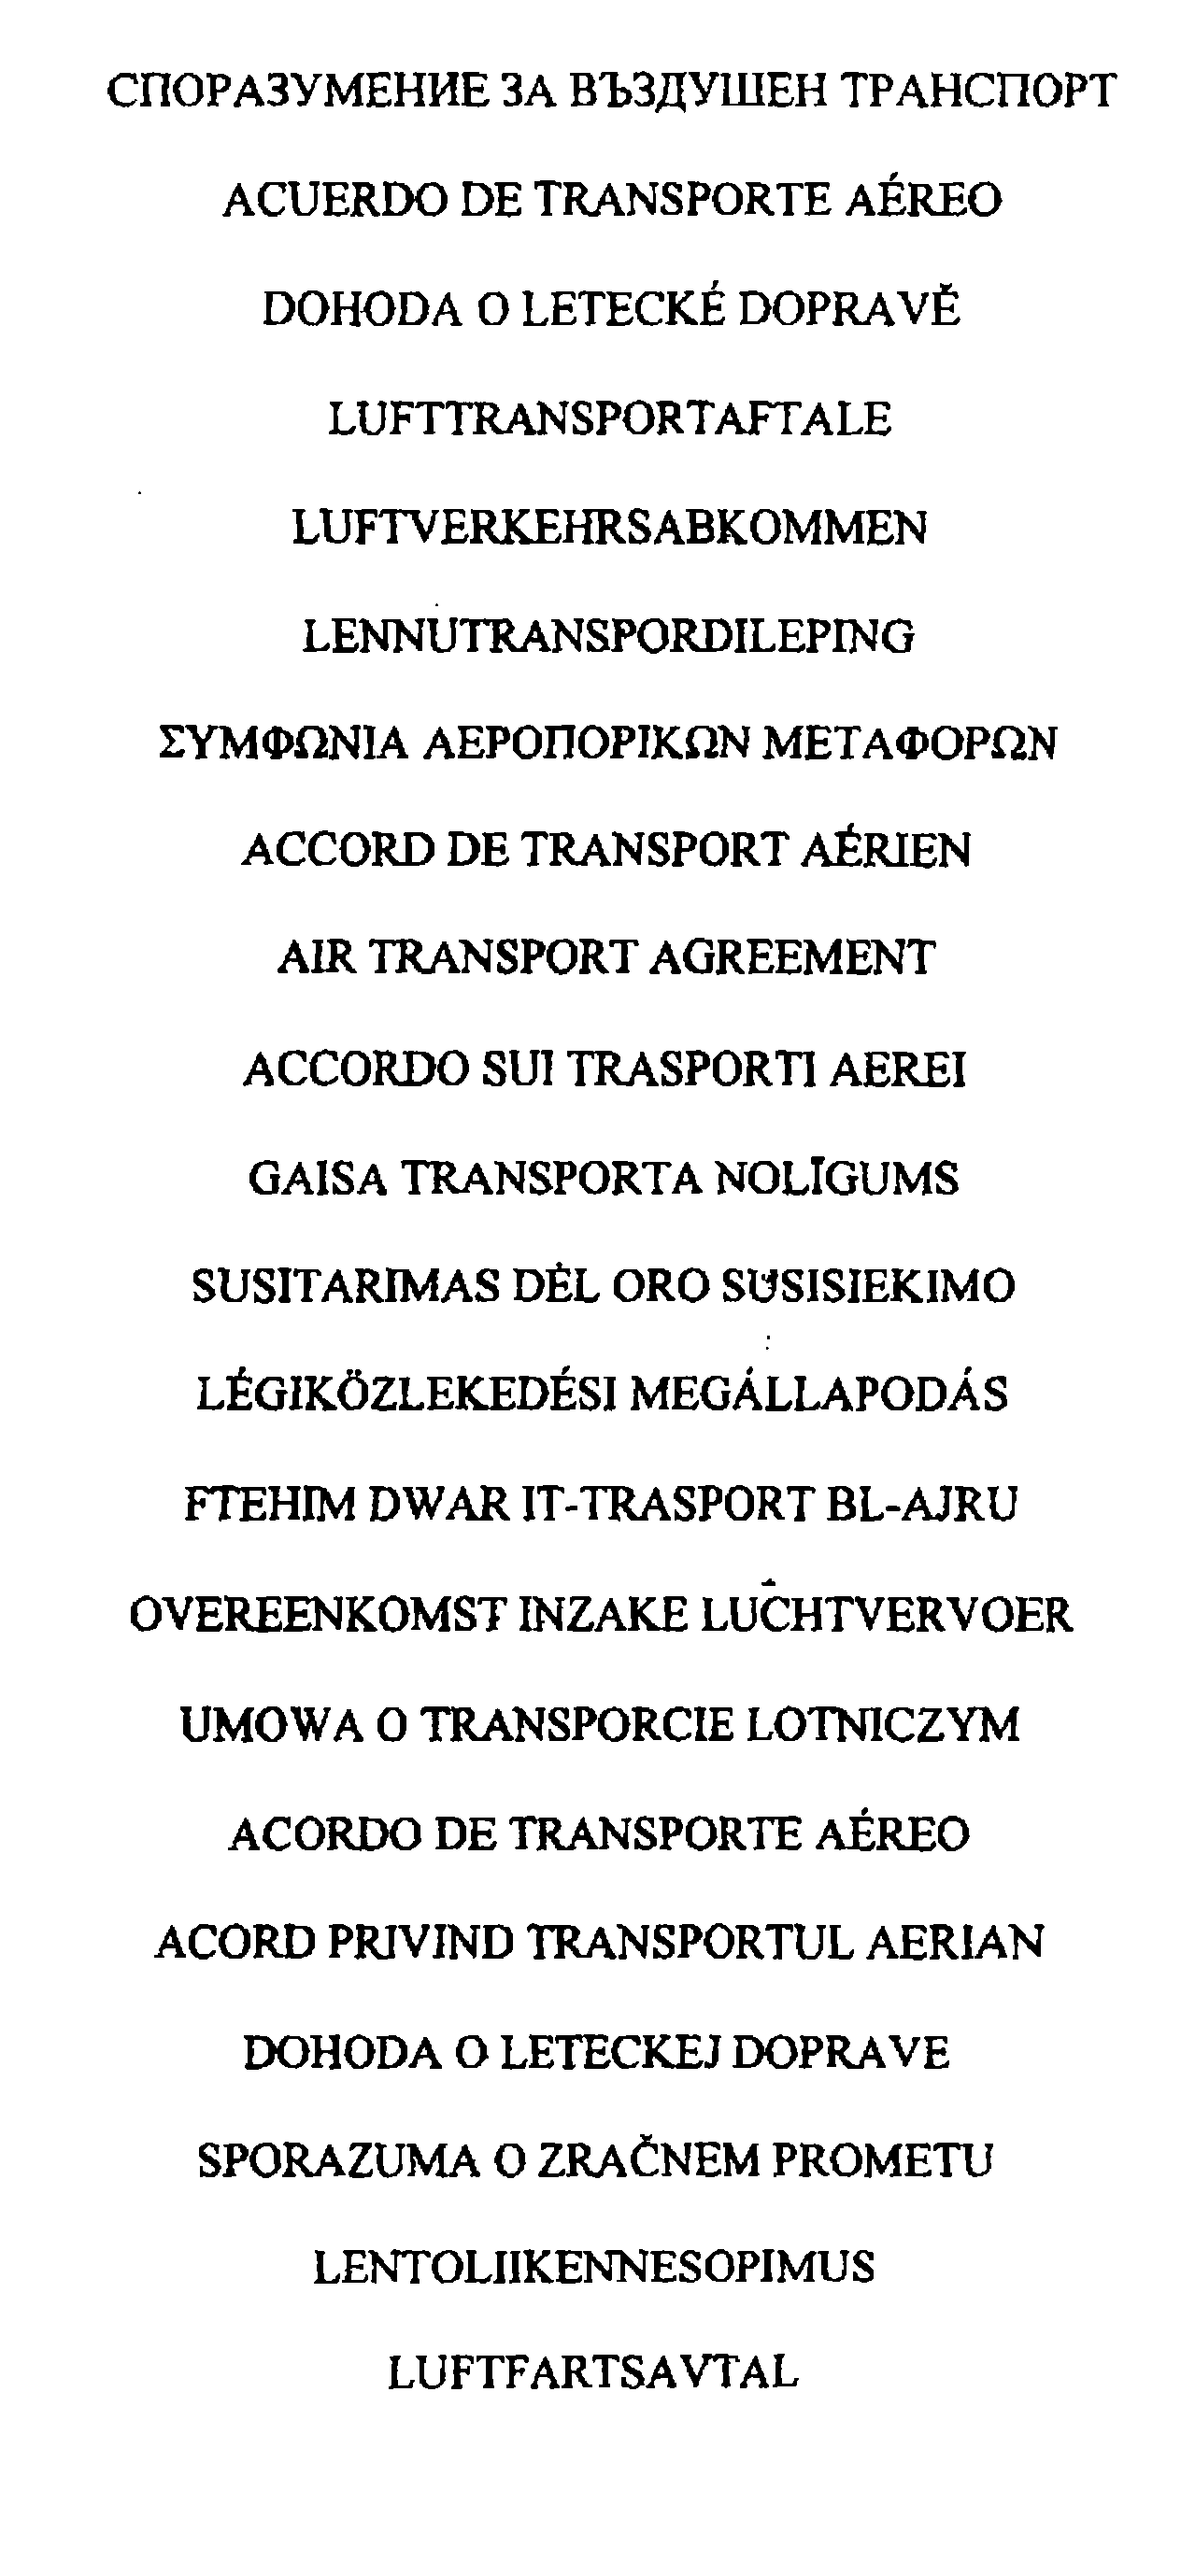 СПОРАЗУМЕНИЕ ЗА ВЪЗДУШЕН ТРАНСПОРТ
ACUERDO DE TRANSPORTE AÉREO
DOHODA O LETECKÉ DOPRAVĚ
LUFTTRANSPORTAFTALE
LUFTVERKEHRSABKOMMEN
LENNUTRANSPORDILEPING
ΣΥΜΦΩΝΙΑ ΑΕΡΟΠΟΡΙΚΩΝ ΜΕΤΑΦΟΡΩΝ
ACCORD DE TRANSPORT AÉRIEN
AIR TRANSPORT AGREEMENT
ACCORDO SUI TRASPORTI AEREI
GAISA TRANSPORTA NOLĪGUMS
SUSITARIMAS DĖL ORO SUSISIEKIMO
LÉGIKÖZLEKEDÉSI MEGÁLLAPODÁS
FTEHIM DWAR IT-TRASPORT BL-AJRU
OVEREENKOMST INZAKE LUCHTVERVOER
UMOWA O TRANSPORCIE LOTNICZYM
ACORDO DE TRANSPORTE AÉREO
ACORD PRIVIND TRANSPORTUL AERIAN
DOHODA O LETECKEJ DOPRAVE
SPORAZUMA O ZRAČNEM PROMETU
LENTOLIIKENNESOPIMUS
LUFTFARTSAVTAL